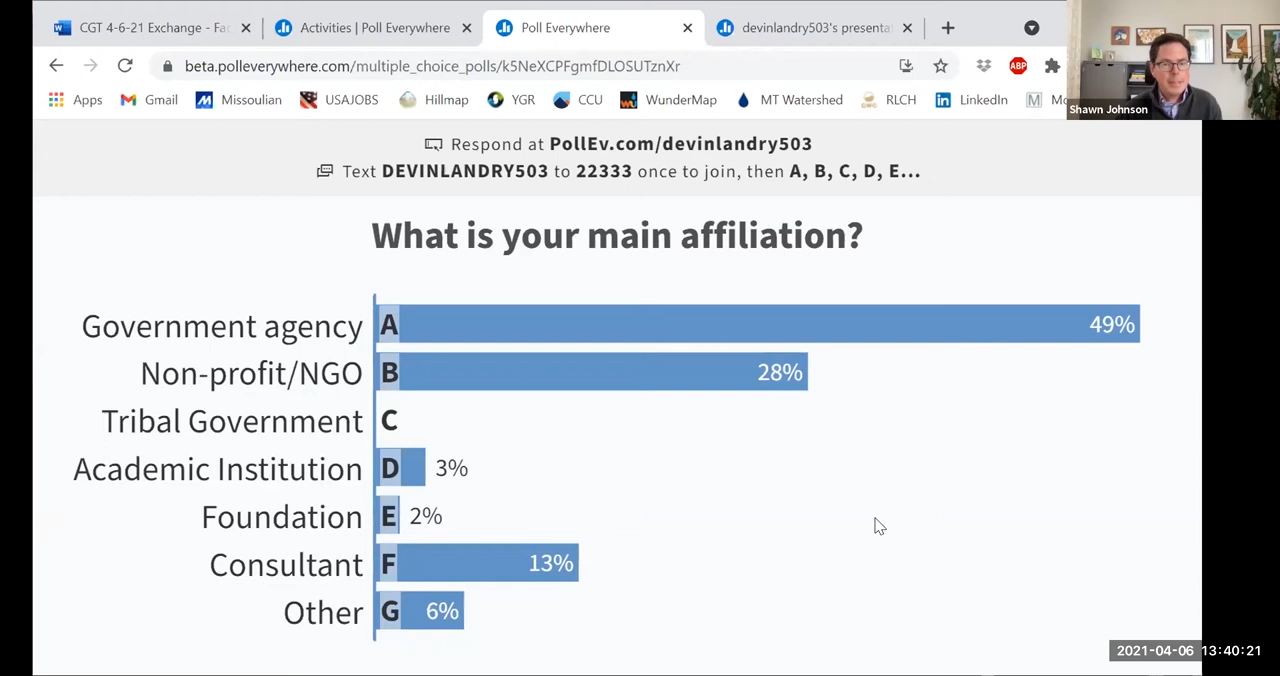 CGT 4-6-21 Exchange - Fac
Activities | Poll Everywhere
Poll Everywhere
devinlandry503's presenta
beta.polleverywhere.com/multiple_choice_polls/k5NeXCPFgmfDLOSUTznXr
ABP
Apps
Gmail
Missoulian
USAJOBS
Hillmap
YGR
CCU
WunderMap
MT Watershed
RLCH
LinkedIn
Shawn Johnson
Respond at PollEv.com/devinlandry503
Text DEVINLANDRY503 to 22333 once to join, then A, B, C, D, E...
What is your main affiliation?
Government agency A 49%
Non-profit/NGO B 28%
Tribal Government C
Academic Institution D 3%
Foundation E 2%
Consultant F 13%
Other G 6%
2021-04-06 13:40:21